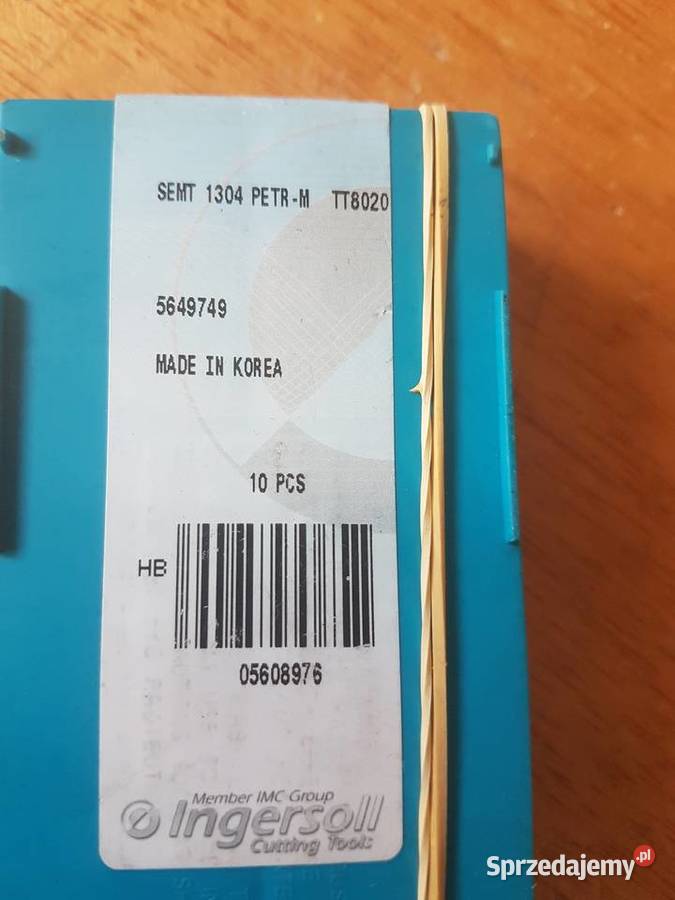 SEMT 1304 PETR-M TT8020
5649749
MADE IN KOREA
10 PCS
HB
05608976
Member IMC Group
Ingersoll
Cutting Tools
Sprzedajemy.pl